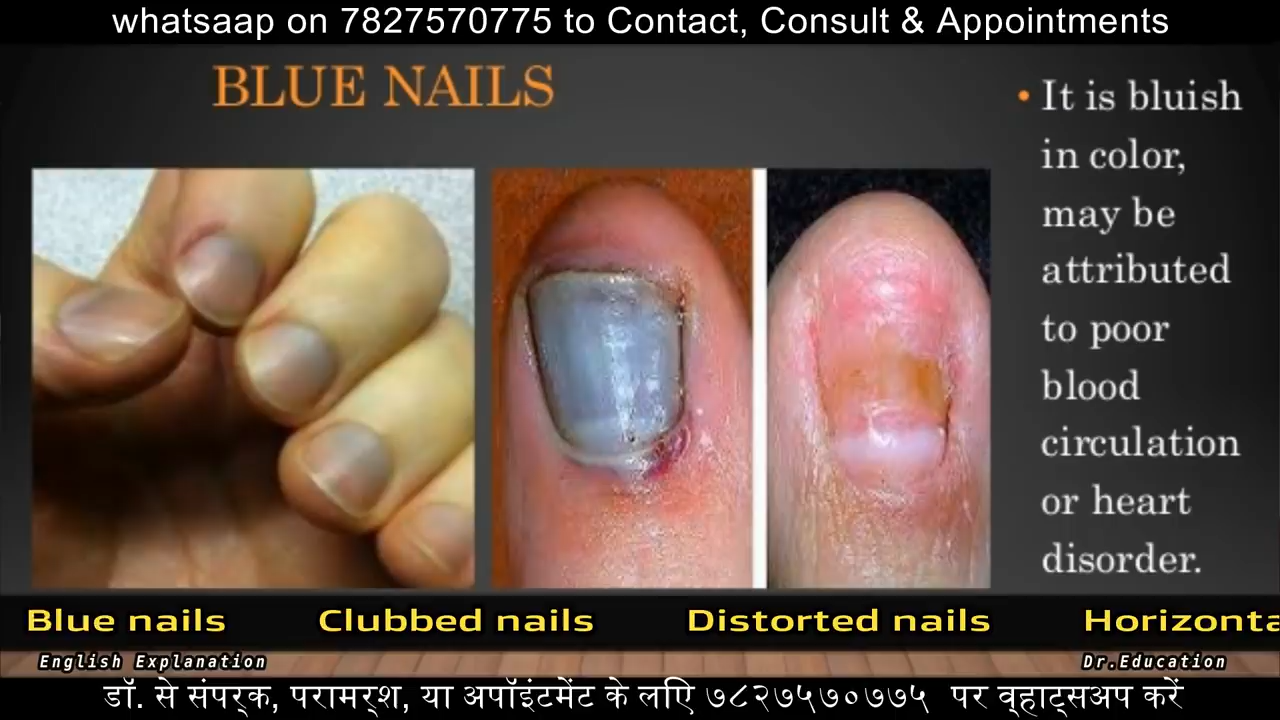 whatsaap on 7827570775 to Contact, Consult & Appointments
BLUE NAILS
• It is bluish
in color,
may be
attributed
to poor
blood
circulation
or heart
disorder.
Blue nails Clubbed nails Distorted nails Horizonta
English Explanation
Dr.Education
डॉ. से संपर्क, परामर्श, या अपॉइंटमेंट के लिए ७८२७५७०७७५ पर व्हाट्सअप करें